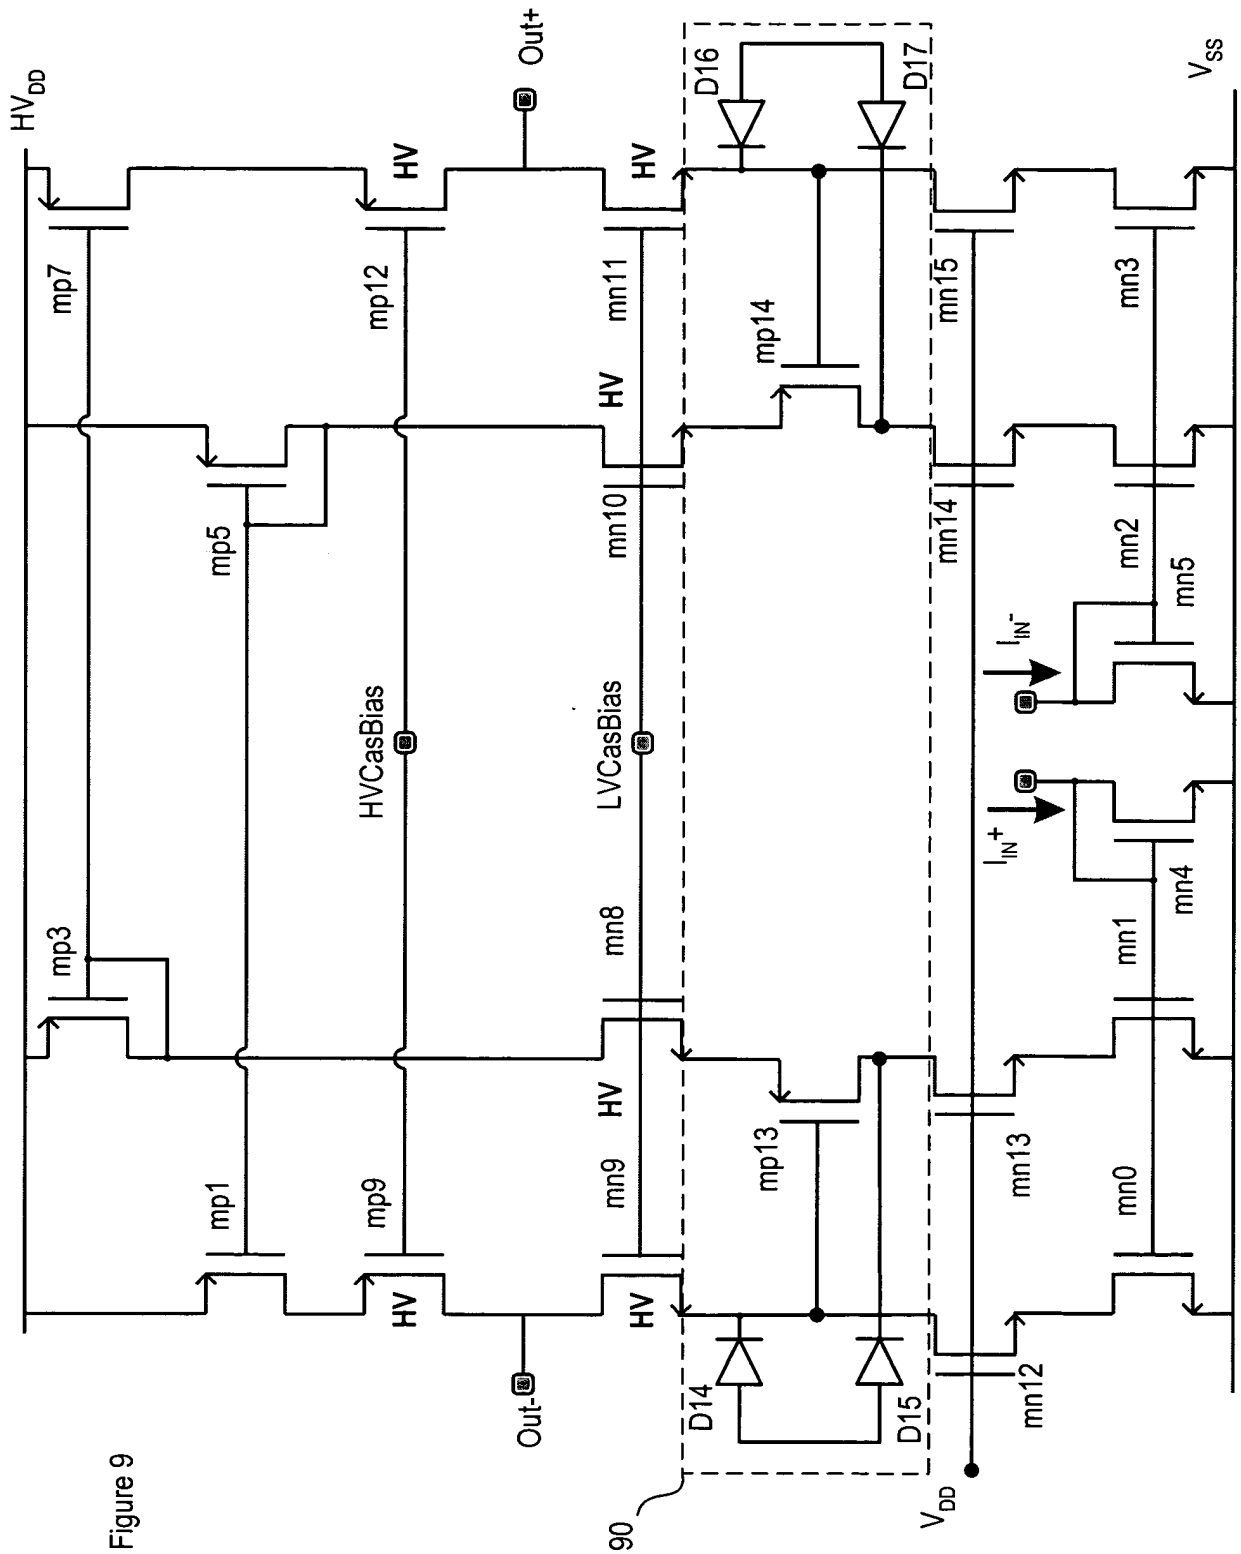 Figure 9
HV_DD
mp3
mp7
mp1
mp5
mp9
HV
HVCasBias
mp12
HV
Out-
Out+
mn9
HV
HV
mn8
LVCasBias
mn10
HV
mn11
HV
90
D14
D15
mp13
mp14
D16
D17
V_DD
mn12
mn13
mn14
mn15
I_IN+
I_IN-
mn0
mn1
mn4
mn5
mn2
mn3
V_SS